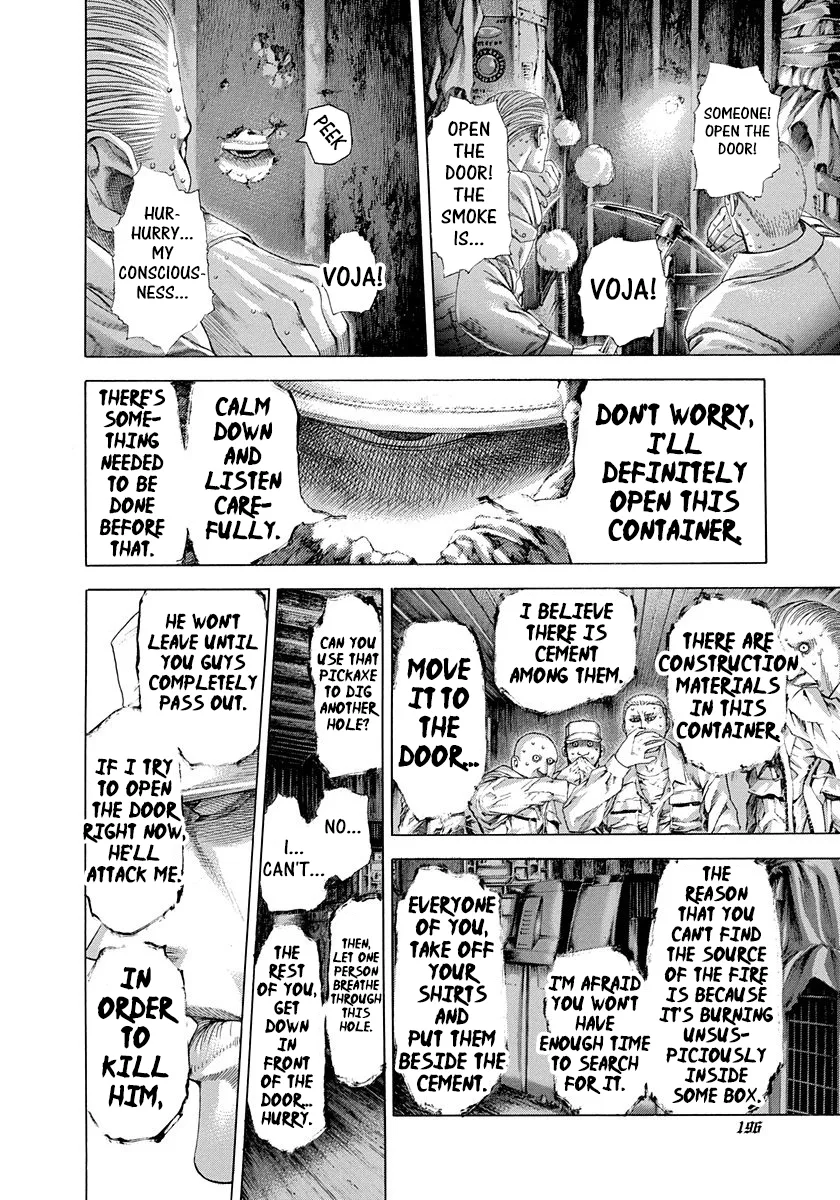 SOMEONE!
OPEN THE
DOOR!
OPEN
THE
DOOR!
THE
SMOKE
IS...
VOJA!
PEEK
HUR-
HURRY...
MY
CONSCIOUS-
NESS...
VOJA!
DON'T WORRY,
I'LL
DEFINITELY
OPEN THIS
CONTAINER.
CALM
DOWN
AND
LISTEN
CARE-
FULLY.
THERE'S
SOME-
THING
NEEDED
TO BE
DONE
BEFORE
THAT.
THERE ARE
CONSTRUCTION
MATERIALS
IN THIS
CONTAINER.
I BELIEVE
THERE IS
CEMENT
AMONG THEM.
MOVE
IT TO
THE
DOOR...
THE
REASON
THAT YOU
CAN'T FIND
THE SOURCE
OF THE FIRE
IS BECAUSE
IT'S BURNING
UNSUS-
PICIOUSLY
INSIDE
SOME BOX.
I'M AFRAID
YOU WON'T
HAVE
ENOUGH TIME
TO SEARCH
FOR IT.
EVERYONE
OF YOU,
TAKE OFF
YOUR
SHIRTS
AND
PUT THEM
BESIDE THE
CEMENT.
CAN YOU
USE THAT
PICKAXE
TO DIG
ANOTHER
HOLE?
NO...
I...
CAN'T...
THEN,
LET ONE
PERSON
BREATHE
THROUGH
THIS
HOLE.
THE
REST
OF YOU,
GET
DOWN
IN
FRONT
OF THE
DOOR...
HURRY.
HE WON'T
LEAVE UNTIL
YOU GUYS
COMPLETELY
PASS OUT.
IF I TRY
TO OPEN
THE DOOR
RIGHT NOW,
HE'LL
ATTACK ME.
IN
ORDER
TO
KILL
HIM,
196